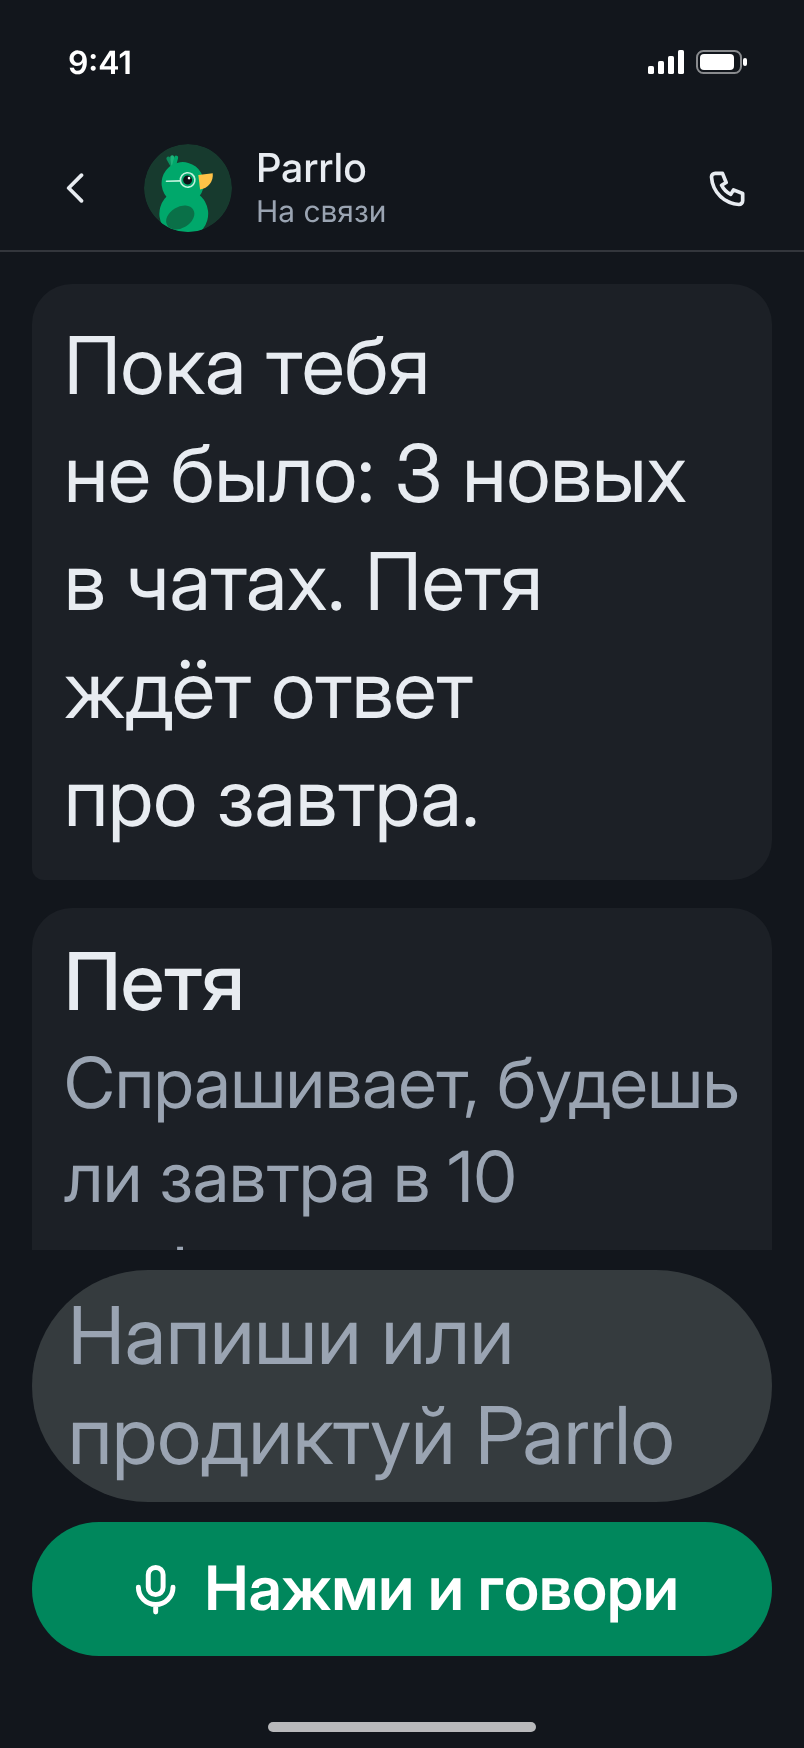 9:41
Parrlo
На связи
Пока тебя
не было: 3 новых
в чатах. Петя
ждёт ответ
про завтра.
Петя
Спрашивает, будешь
ли завтра в 10
Напиши или
продиктуй Parrlo
Нажми и говори